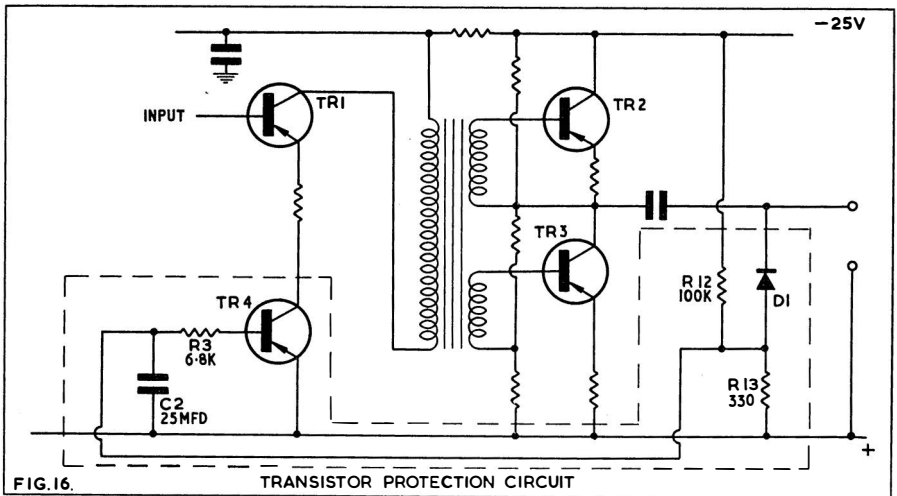 −25V
TR1
INPUT
TR2
TR3
TR4
R3
6·8K
C2
25MFD
R12
100K
D1
R13
330
+
FIG.16.
TRANSISTOR PROTECTION CIRCUIT